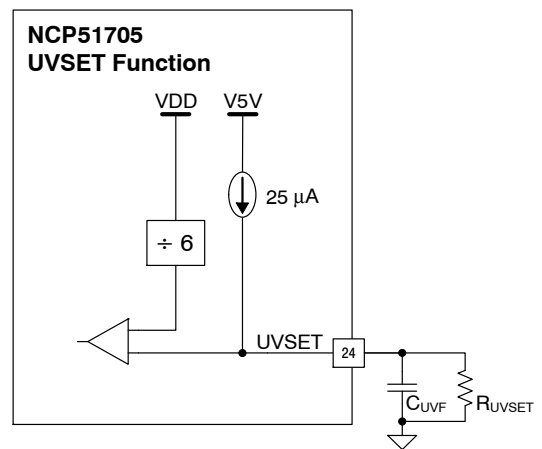 NCP51705
UVSET Function
VDD V5V
25 μA
÷ 6
UVSET 24
CUVF RUVSET